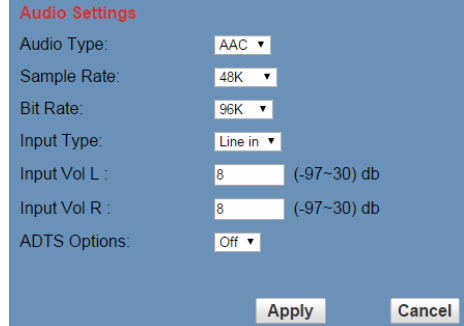 Audio Settings
Audio Type: AAC
Sample Rate: 48K
Bit Rate: 96K
Input Type: Line in
Input Vol L : 8 (-97~30) db
Input Vol R : 8 (-97~30) db
ADTS Options: Off
Apply Cancel